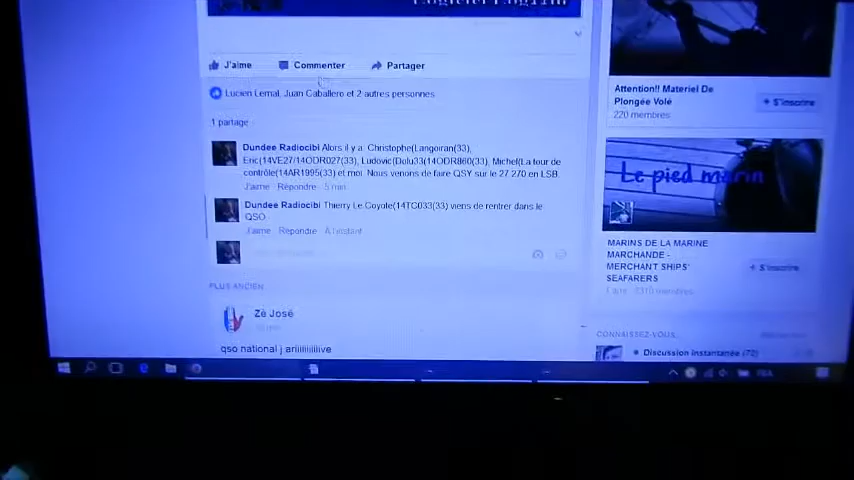 J'aime Commenter Partager
Lucien Lemal, Juan Caballero et 2 autres personnes
1 partage
Dundee Radiocibi Alors il y a: Christophe(Langoiran(33),
Eric(14VE27/14ODR027(33), Ludovic(Dolu33(14ODR860(33), Michel(La tour de
contrôle(14AR1995(33) et moi. Nous venons de faire QSY sur le 27 270 en LSB.
J'aime Répondre 5 min
Dundee Radiocibi Thierry Le Coyote(14TC033(33) viens de rentrer dans le
QSO
J'aime Répondre À l'instant
PLUS ANCIEN
Zé José
qso national j ariiiiiiiiive
Attention!! Materiel De
Plongée Volé
220 membres
+ S'inscrire
Le pied marin
MARINS DE LA MARINE
MARCHANDE -
MERCHANT SHIPS'
SEAFARERS
+ S'inscrire
CONNAISSEZ-VOUS
Discussion instantanée (72)
FRA